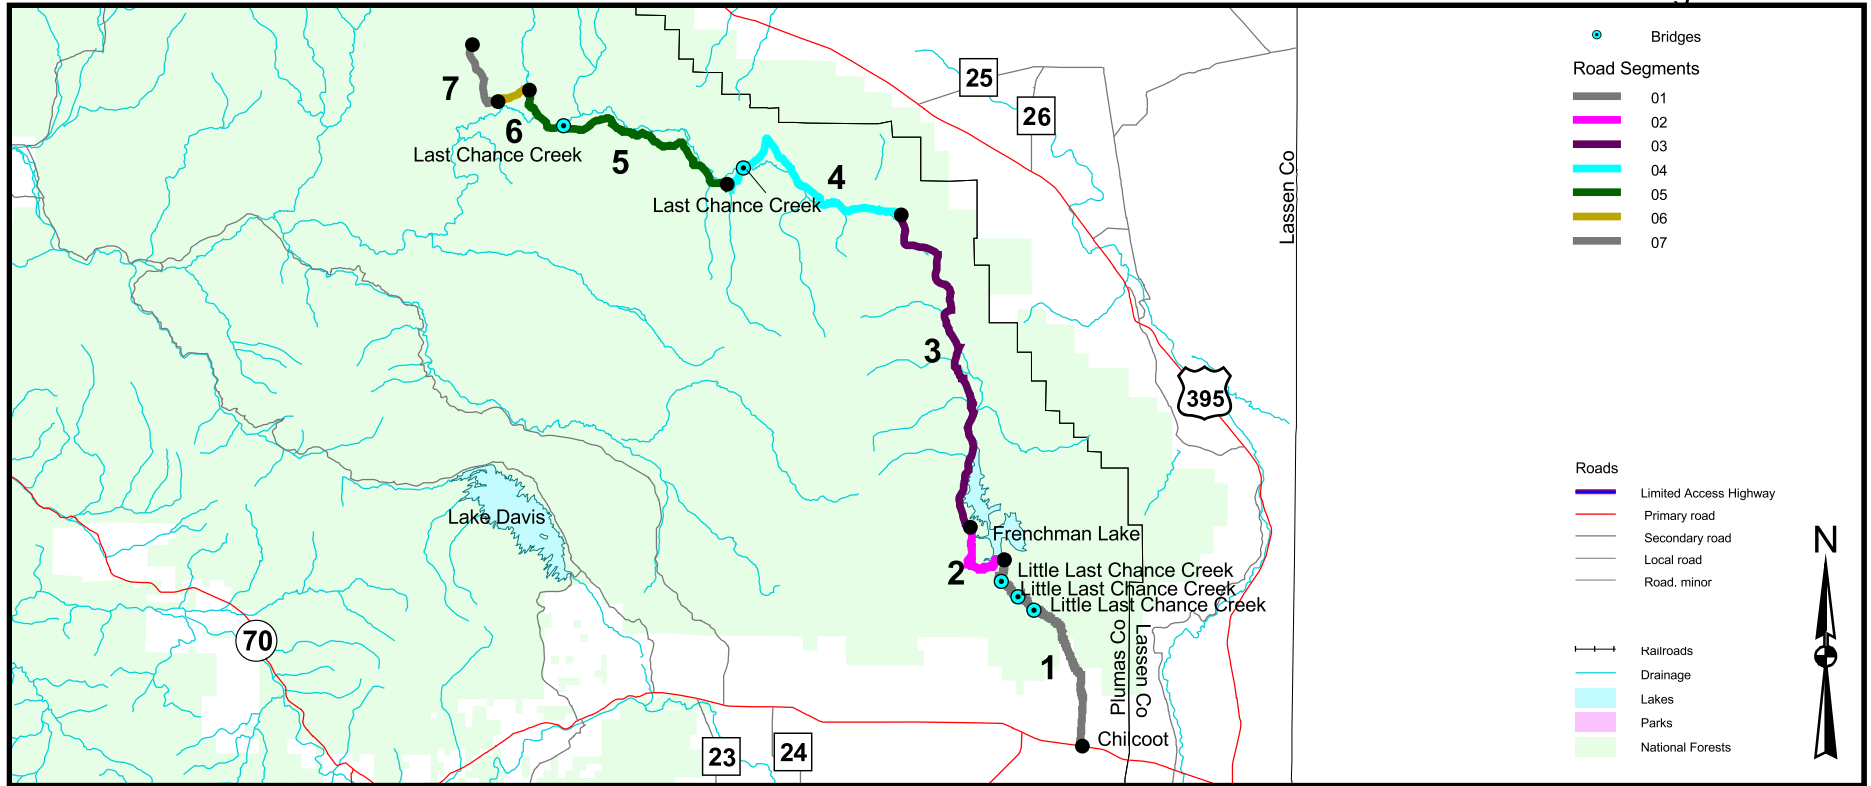 Bridges
Road Segments
01
02
03
04
05
06
07
25
26
7
6
Last Chance Creek
5
4
Last Chance Creek
Lassen Co
3
395
Lake Davis
Frenchman Lake
2
Little Last Chance Creek
Little Last Chance Creek
Little Last Chance Creek
70
1
Plumas Co
Lassen Co
Chilcoot
23
24
Roads
Limited Access Highway
Primary road
Secondary road
Local road
Road, minor
Railroads
Drainage
Lakes
Parks
National Forests
N